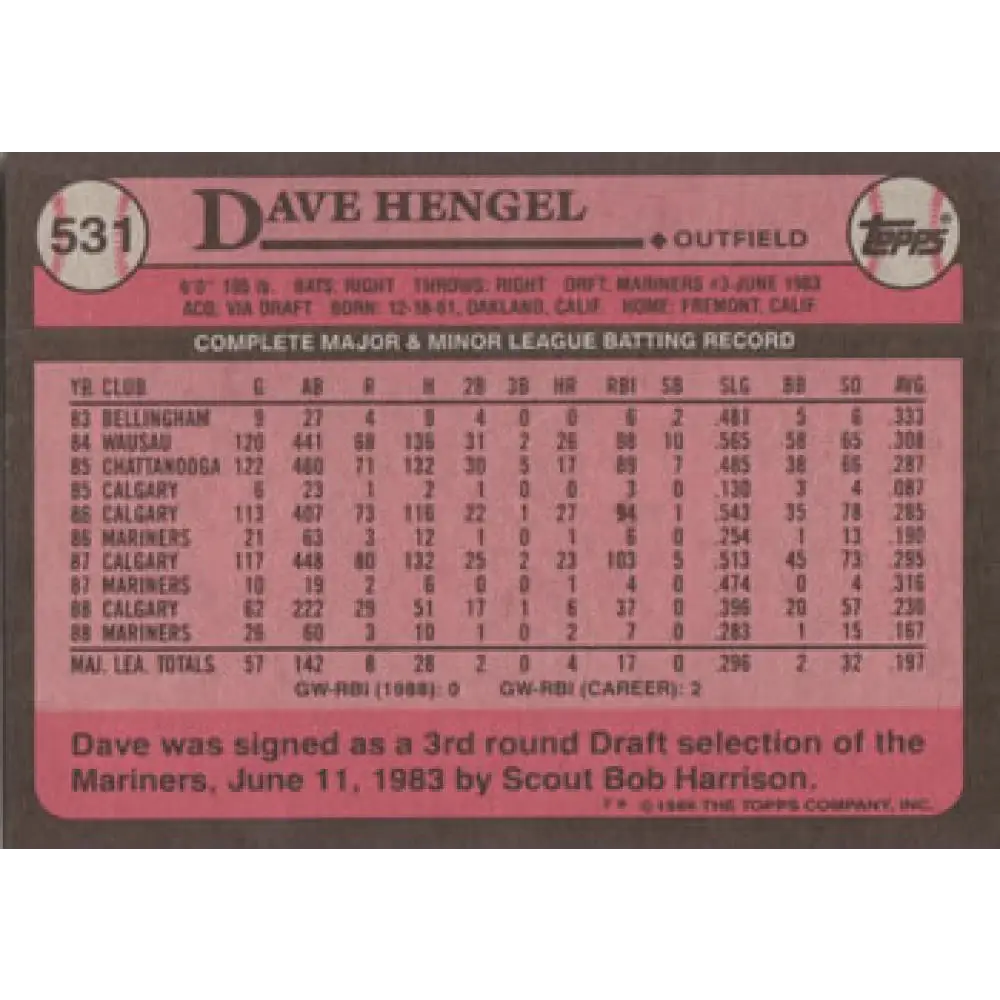 531 DAVE HENGEL TOPPS®
◆ OUTFIELD
6'0" 185 lb. BATS: RIGHT THROWS: RIGHT DRFT. MARINERS #3-JUNE 1983
ACQ. VIA DRAFT BORN: 12-18-61, OAKLAND, CALIF. HOME: FREMONT, CALIF.
COMPLETE MAJOR & MINOR LEAGUE BATTING RECORD
YR. CLUB G AB R H 2B 3B HR RBI SB SLG BB SO AVG.
83 BELLINGHAM 9 27 4 9 4 0 0 6 2 .481 5 6 .333
84 WAUSAU 120 441 68 136 31 2 26 98 10 .565 58 65 .308
85 CHATTANOOGA 122 460 71 132 30 5 17 89 7 .485 38 66 .287
85 CALGARY 6 23 1 2 1 0 0 3 0 .130 3 4 .087
86 CALGARY 113 407 73 116 22 1 27 94 1 .543 35 78 .285
86 MARINERS 21 63 3 12 1 0 1 6 0 .254 1 13 .190
87 CALGARY 117 448 80 132 25 2 23 103 5 .513 45 73 .295
87 MARINERS 10 19 2 6 0 0 1 4 0 .474 0 4 .316
88 CALGARY 62 222 29 51 17 1 6 37 0 .396 20 57 .230
88 MARINERS 26 60 3 10 1 0 2 7 0 .283 1 15 .167
MAJ. LEA. TOTALS 57 142 8 28 2 0 4 17 0 .296 2 32 .197
GW-RBI (1988): 0 GW-RBI (CAREER): 2
Dave was signed as a 3rd round Draft selection of the
Mariners, June 11, 1983 by Scout Bob Harrison.
© THE TOPPS COMPANY, INC.